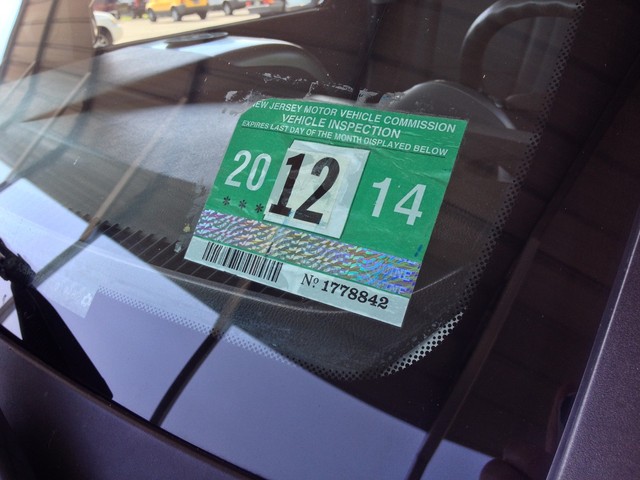 NEW JERSEY MOTOR VEHICLE COMMISSION
VEHICLE INSPECTION
EXPIRES LAST DAY OF THE MONTH DISPLAYED BELOW
20 12 14
***
Nº 1778842